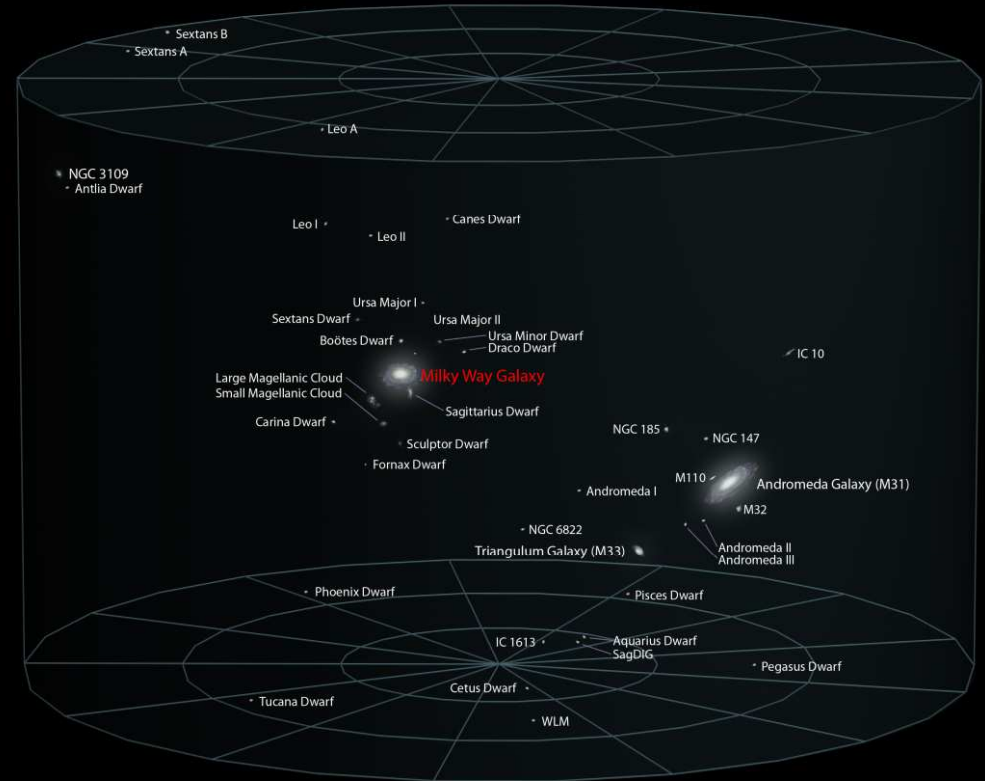 Sextans B
Sextans A
Leo A
NGC 3109
Antlia Dwarf
Leo I
Canes Dwarf
Leo II
Ursa Major I
Sextans Dwarf
Ursa Major II
Boötes Dwarf
Ursa Minor Dwarf
Draco Dwarf
IC 10
Milky Way Galaxy
Large Magellanic Cloud
Small Magellanic Cloud
Sagittarius Dwarf
Carina Dwarf
NGC 185
NGC 147
Sculptor Dwarf
Fornax Dwarf
M110
Andromeda Galaxy (M31)
Andromeda I
M32
NGC 6822
Triangulum Galaxy (M33)
Andromeda II
Andromeda III
Phoenix Dwarf
Pisces Dwarf
IC 1613
Aquarius Dwarf
SagDIG
Pegasus Dwarf
Cetus Dwarf
Tucana Dwarf
WLM